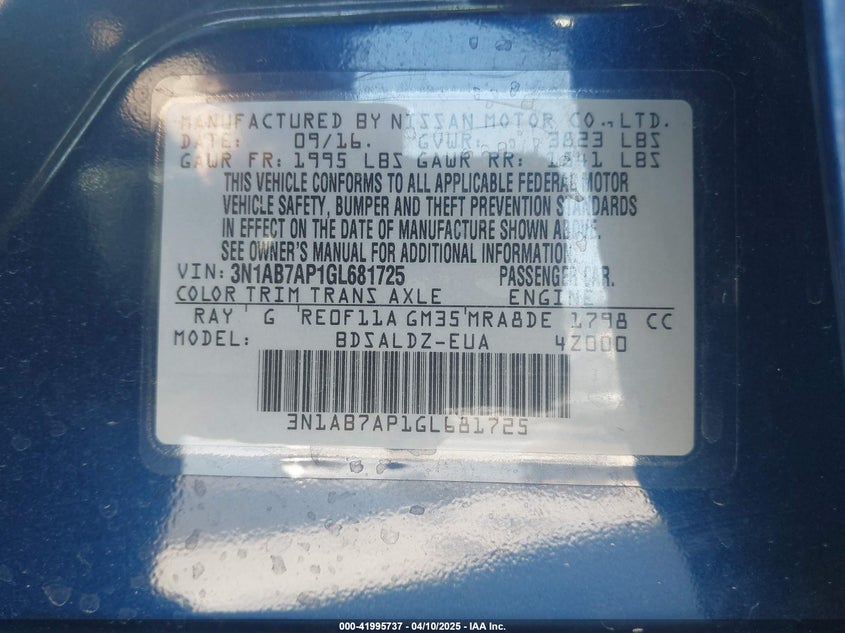 MANUFACTURED BY NISSAN MOTOR CO., LTD.
DATE: 09/16. GVWR: 3823 LBS
GAWR FR: 1995 LBS GAWR RR: 1841 LBS
THIS VEHICLE CONFORMS TO ALL APPLICABLE FEDERAL MOTOR
VEHICLE SAFETY, BUMPER AND THEFT PREVENTION STANDARDS
IN EFFECT ON THE DATE OF MANUFACTURE SHOWN ABOVE.
SEE OWNER'S MANUAL FOR ADDITIONAL INFORMATION.
VIN: 3N1AB7AP1GL681725 PASSENGER CAR.
COLOR TRIM TRANS AXLE ENGINE
RAY G RE0F11A GM35 MRA8DE 1798 CC
MODEL: BDSALDZ-EUA 4Z000
3N1AB7AP1GL681725
000-41995737 - 04/10/2025 - IAA Inc.